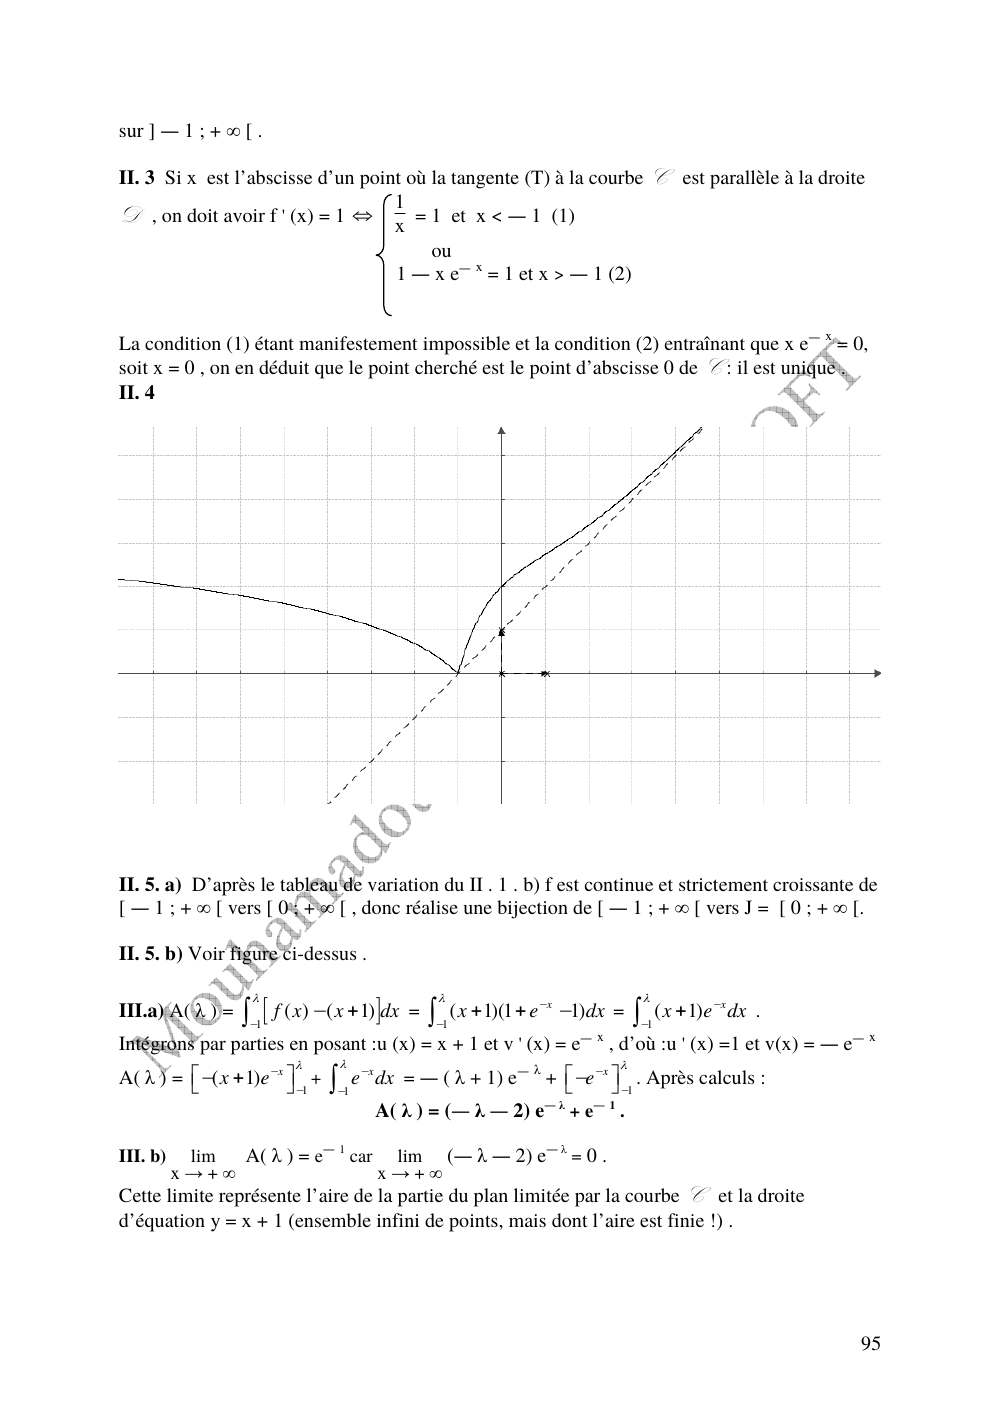 sur ] — 1 ; + ∞ [ .
II. 3 Si x est l’abscisse d’un point où la tangente (T) à la courbe 𝒞 est parallèle à la droite
𝒟 , on doit avoir f ' (x) = 1 ⇔ { 1/x = 1 et x < — 1 (1)
ou
1 — x e^{— x} = 1 et x > — 1 (2)
La condition (1) étant manifestement impossible et la condition (2) entraînant que x e^{— x} = 0,
soit x = 0 , on en déduit que le point cherché est le point d’abscisse 0 de 𝒞 : il est unique .
II. 4
II. 5. a) D’après le tableau de variation du II . 1 . b) f est continue et strictement croissante de
[ — 1 ; + ∞ [ vers [ 0 ; + ∞ [ , donc réalise une bijection de [ — 1 ; + ∞ [ vers J = [ 0 ; + ∞ [.
II. 5. b) Voir figure ci-dessus .
III.a) A( λ ) = ∫_{−1}^{λ} [ f (x) − (x + 1)] dx = ∫_{−1}^{λ} (x + 1)(1 + e^{−x} − 1)dx = ∫_{−1}^{λ} (x + 1)e^{−x}dx .
Intégrons par parties en posant :u (x) = x + 1 et v ' (x) = e^{— x} , d’où :u ' (x) =1 et v(x) = — e^{— x}
A( λ ) = [−(x + 1)e^{−x}]_{−1}^{λ} + ∫_{−1}^{λ} e^{−x}dx = — ( λ + 1) e^{— λ} + [−e^{−x}]_{−1}^{λ} . Après calculs :
A( λ ) = (— λ — 2) e^{— λ} + e^{— 1} .
III. b) lim A( λ ) = e^{— 1} car lim (— λ — 2) e^{— λ} = 0 .
x → + ∞ x → + ∞
Cette limite représente l’aire de la partie du plan limitée par la courbe 𝒞 et la droite
d’équation y = x + 1 (ensemble infini de points, mais dont l’aire est finie !) .
95